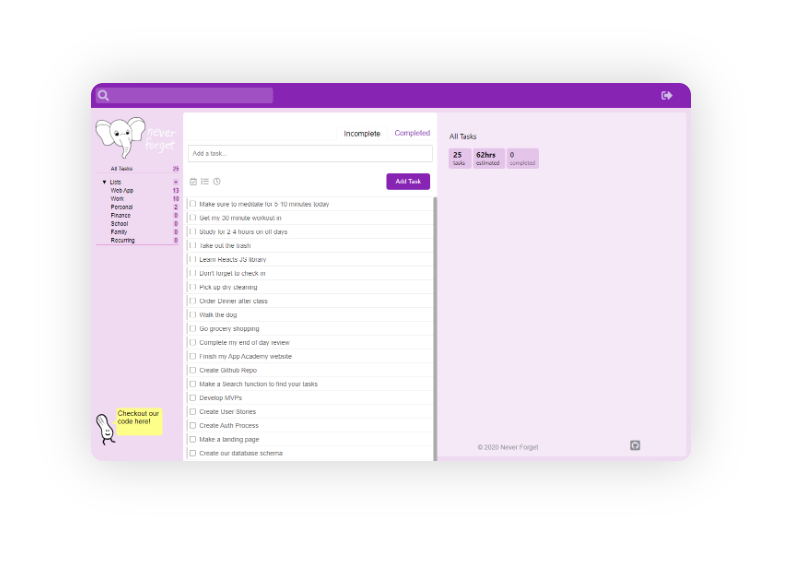 never
forget
Incomplete
Completed
All Tasks
Add a task...
25
tasks
62hrs
estimated
0
completed
All Tasks 25
Add Task
Lists
Web App 13
Work 10
Personal 2
Finance 0
School 0
Family 0
Recurring 0
Make sure to meditate for 5-10 minutes today
Get my 30 minute workout in
Study for 2-4 hours on off days
Take out the trash
Learn Reacts JS library
Don't forget to check-in
Pick up dry cleaning
Order Dinner after class
Walk the dog
Go grocery shopping
Complete my end of day review
Finish my App Academy website
Create Github Repo
Make a Search function to find your tasks
Develop MVPs
Create User Stories
Create Auth Process
Make a landing page
Create our database schema
Checkout our
code here!
© 2020 Never Forget